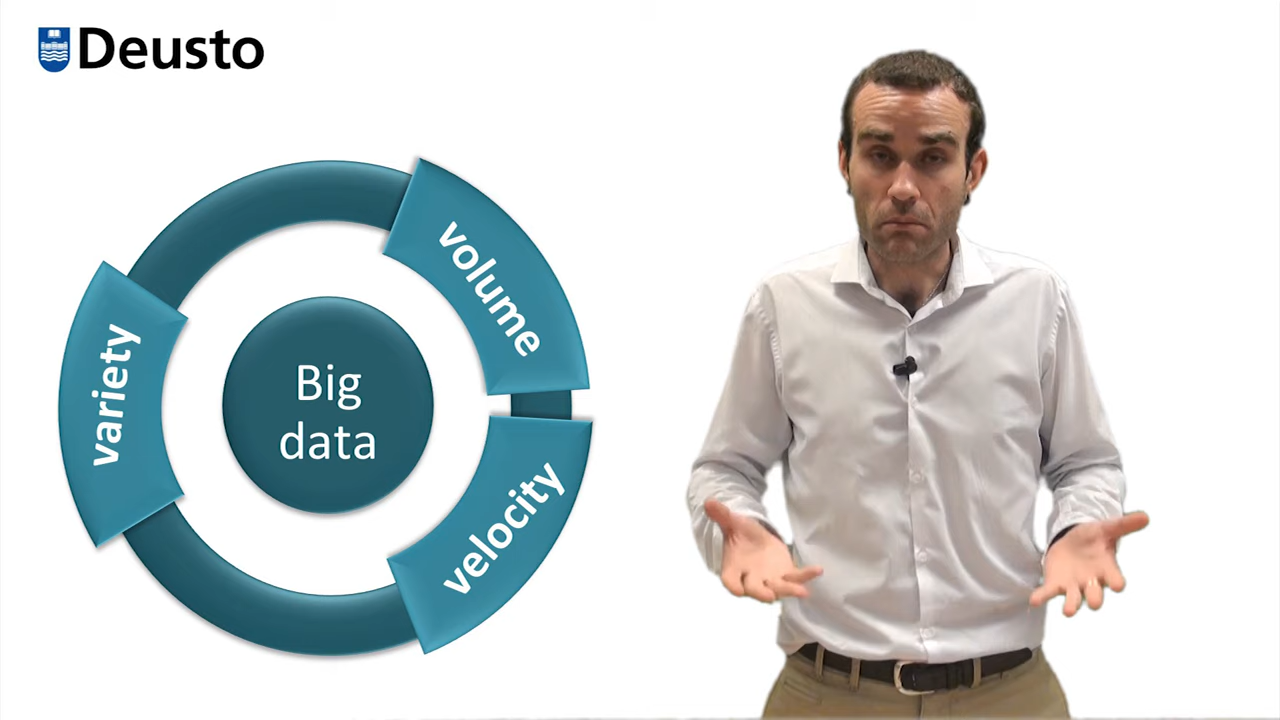 Deusto
volume
variety
Big
data
velocity